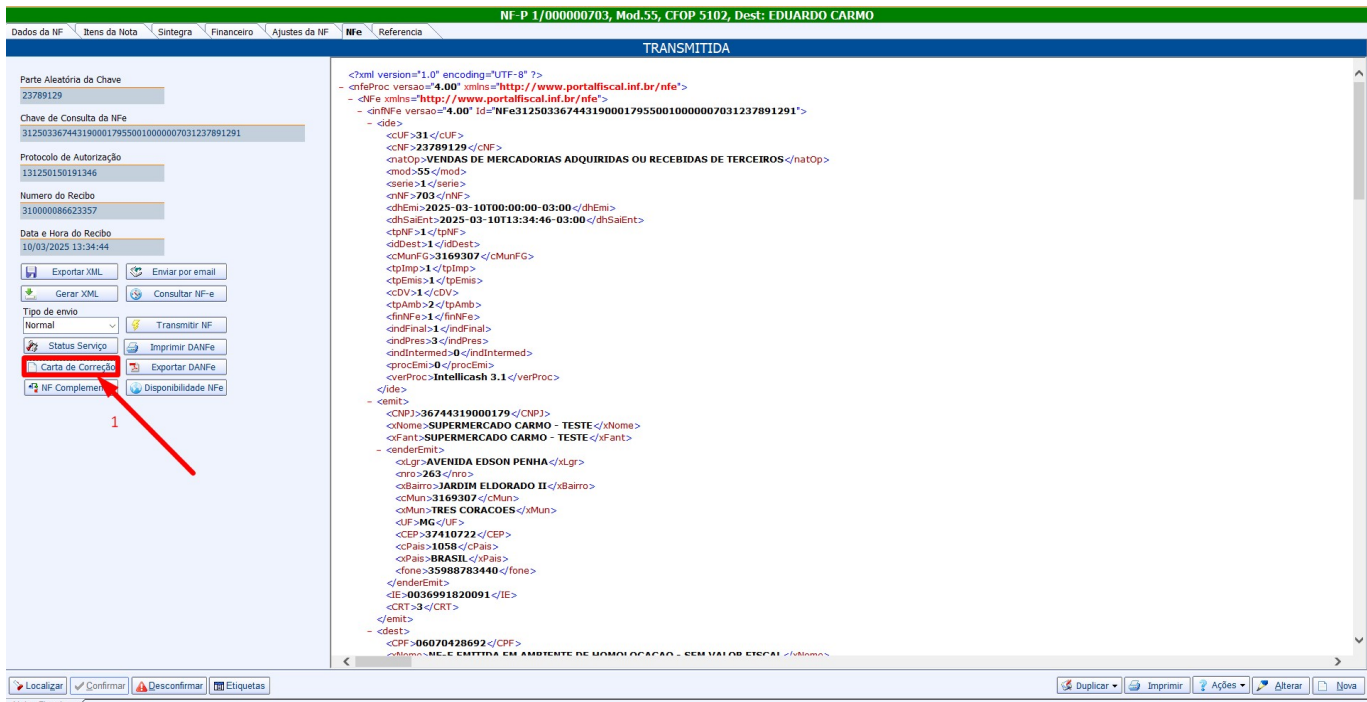 NF-P 1/000000703, Mod.55, CFOP 5102, Dest: EDUARDO CARMO
Dados da NF Itens da Nota Sintegra Financeiro Ajustes da NF NFe Referencia
TRANSMITIDA
Parte Aleatória da Chave
23789129
Chave de Consulta da NFe
31250336744319000179550010000007031237891291
Protocolo de Autorização
131250150191346
Numero do Recibo
310000086623357
Data e Hora do Recibo
10/03/2025 13:34:44
Exportar XML Enviar por email
Gerar XML Consultar NF-e
Tipo de envio
Normal Transmitir NF
Status Serviço Imprimir DANFe
Carta de Correção Exportar DANFe
NF Complemen Disponibilidade NFe
1
<?xml version="1.0" encoding="UTF-8" ?>
- <nfeProc versao="4.00" xmlns="http://www.portalfiscal.inf.br/nfe">
- <NFe xmlns="http://www.portalfiscal.inf.br/nfe">
- <infNFe versao="4.00" Id="NFe31250336744319000179550010000007031237891291">
- <ide>
<cUF>31</cUF>
<cNF>23789129</cNF>
<natOp>VENDAS DE MERCADORIAS ADQUIRIDAS OU RECEBIDAS DE TERCEIROS</natOp>
<mod>55</mod>
<serie>1</serie>
<nNF>703</nNF>
<dhEmi>2025-03-10T00:00:00-03:00</dhEmi>
<dhSaiEnt>2025-03-10T13:34:46-03:00</dhSaiEnt>
<tpNF>1</tpNF>
<idDest>1</idDest>
<cMunFG>3169307</cMunFG>
<tpImp>1</tpImp>
<tpEmis>1</tpEmis>
<cDV>1</cDV>
<tpAmb>2</tpAmb>
<finNFe>1</finNFe>
<indFinal>1</indFinal>
<indPres>3</indPres>
<indIntermed>0</indIntermed>
<procEmi>0</procEmi>
<verProc>Intellicash 3.1</verProc>
</ide>
- <emit>
<CNPJ>36744319000179</CNPJ>
<xNome>SUPERMERCADO CARMO - TESTE</xNome>
<xFant>SUPERMERCADO CARMO - TESTE</xFant>
- <enderEmit>
<xLgr>AVENIDA EDSON PENHA</xLgr>
<nro>263</nro>
<xBairro>JARDIM ELDORADO II</xBairro>
<cMun>3169307</cMun>
<xMun>TRES CORACOES</xMun>
<UF>MG</UF>
<CEP>37410722</CEP>
<cPais>1058</cPais>
<xPais>BRASIL</xPais>
<fone>35988783440</fone>
</enderEmit>
<IE>0036991820091</IE>
<CRT>3</CRT>
</emit>
- <dest>
<CPF>06070428692</CPF>
<xNome>NF-E EMITIDA EM AMBIENTE DE HOMOLOGACAO - SEM VALOR FISCAL</xNome>
Localizar Confirmar Desconfirmar Etiquetas Duplicar Imprimir Ações Alterar Nova